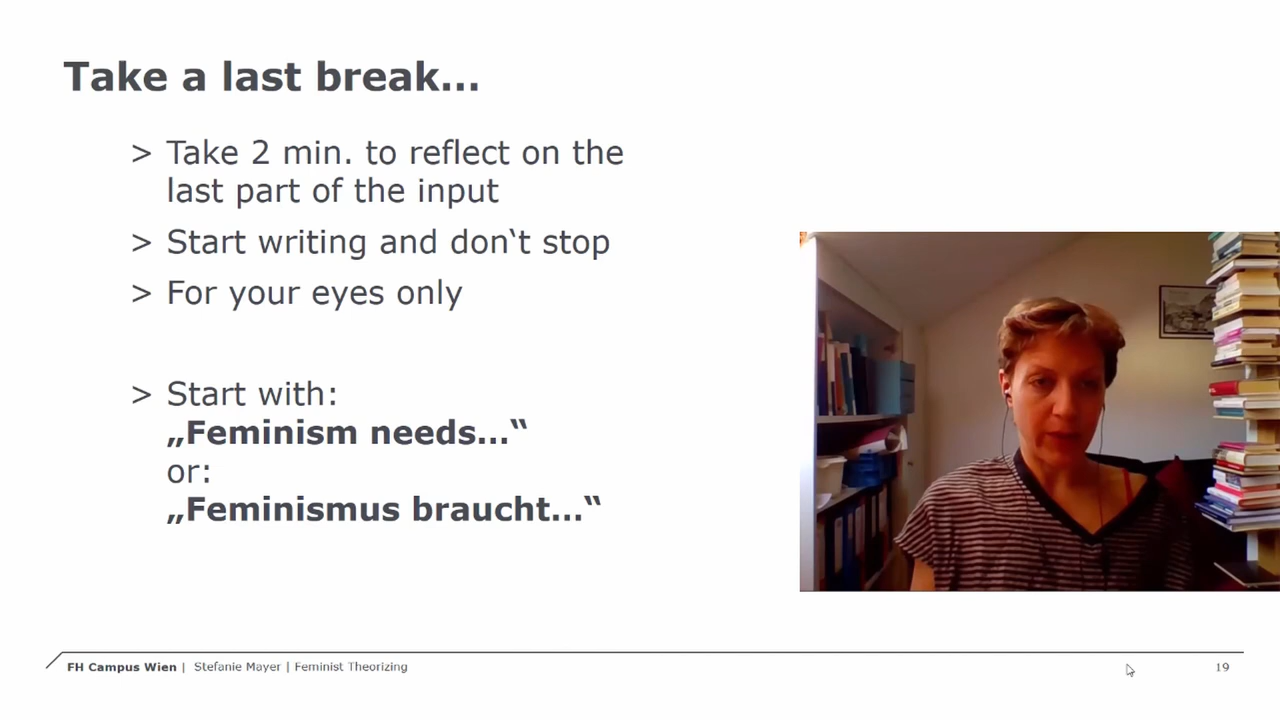 Take a last break...
> Take 2 min. to reflect on the
last part of the input
> Start writing and don‘t stop
> For your eyes only
> Start with:
„Feminism needs...“
or:
„Feminismus braucht...“
FH Campus Wien | Stefanie Mayer | Feminist Theorizing
19